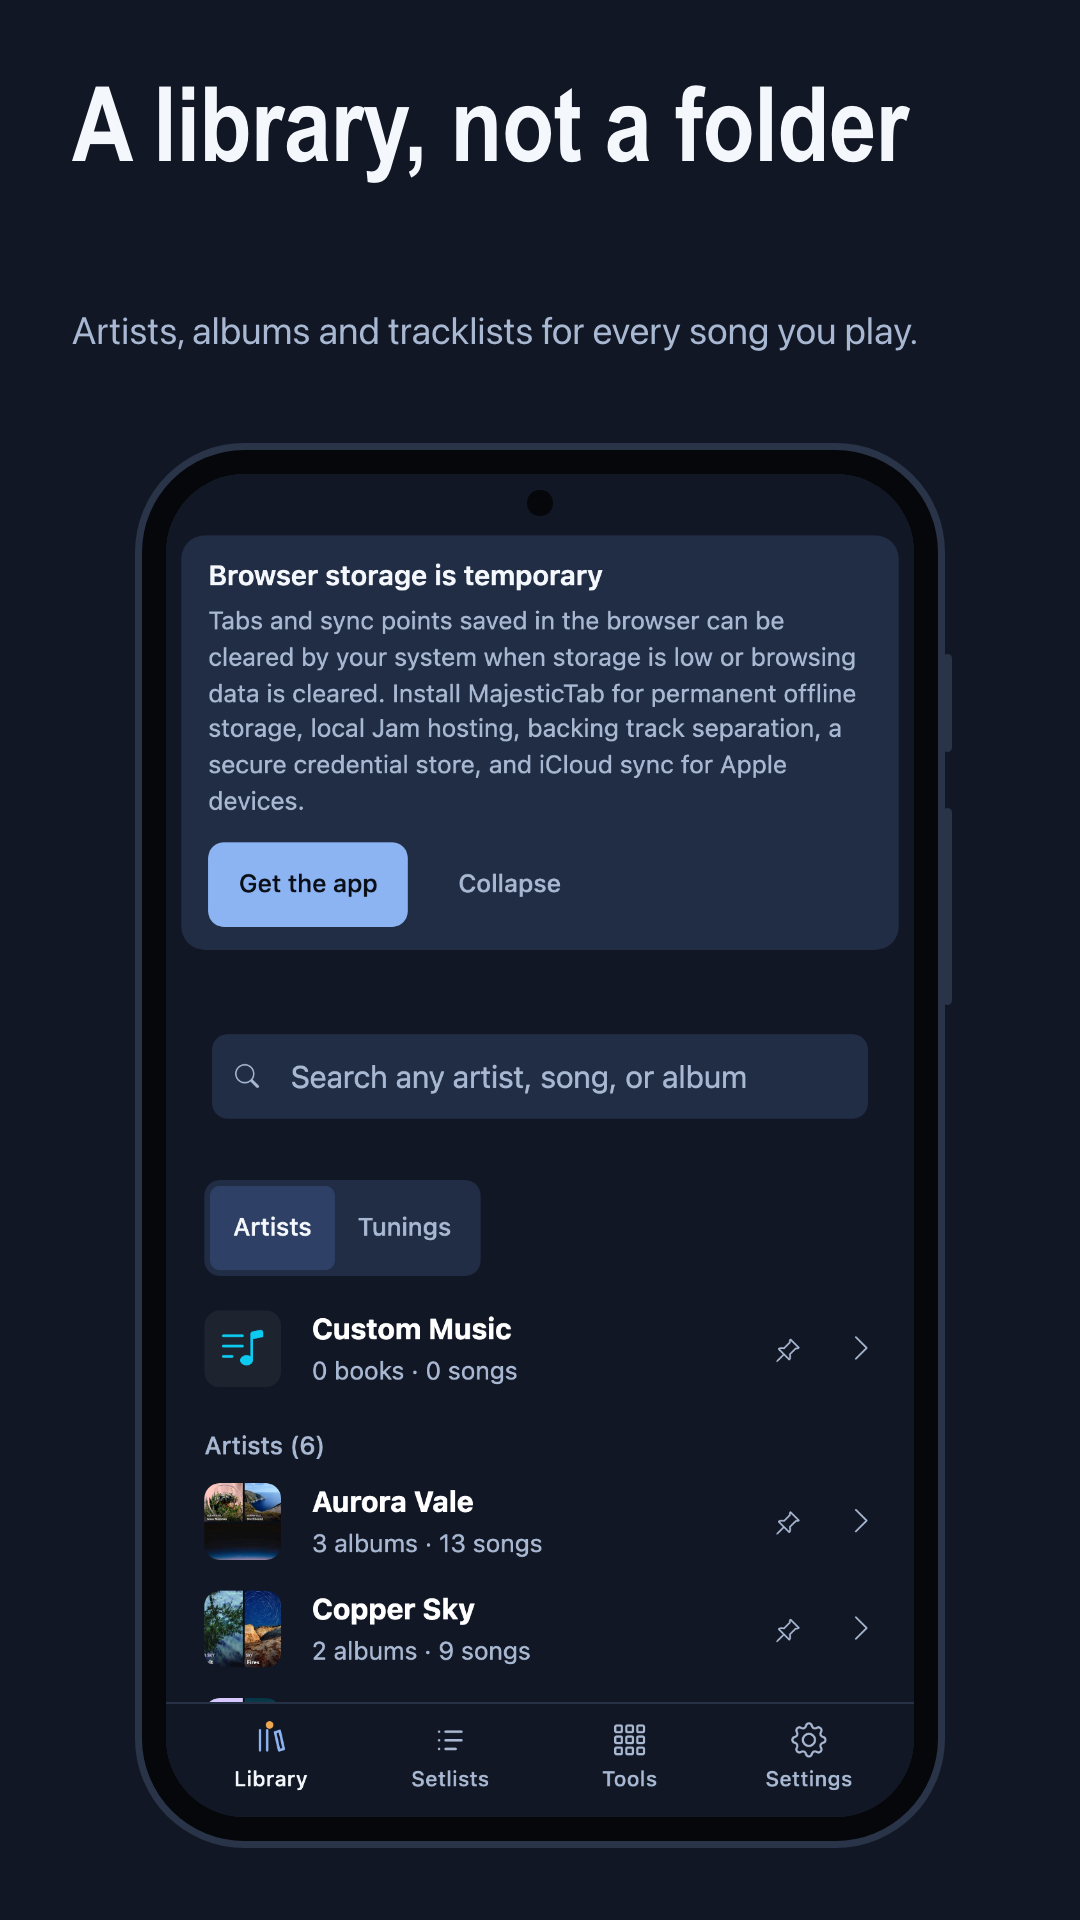 A library, not a folder
Artists, albums and tracklists for every song you play.
Browser storage is temporary
Tabs and sync points saved in the browser can be
cleared by your system when storage is low or browsing
data is cleared. Install MajesticTab for permanent offline
storage, local Jam hosting, backing track separation, a
secure credential store, and iCloud sync for Apple
devices.
Get the app
Collapse
Search any artist, song, or album
Artists
Tunings
Custom Music
0 books · 0 songs
Artists (6)
Aurora Vale
3 albums · 13 songs
Copper Sky
2 albums · 9 songs
Library
Setlists
Tools
Settings